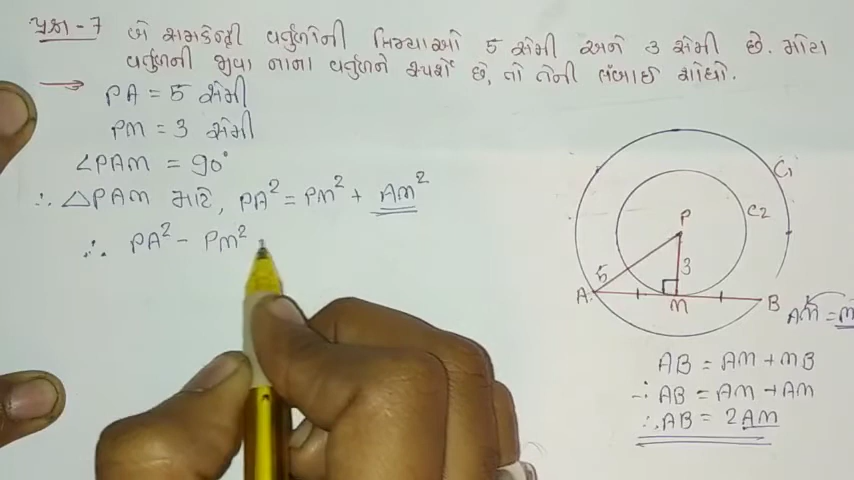 પ્રશ્ન - 7 બે સમકેન્દ્રી વર્તુળોની ત્રિજ્યાઓ 5 સેમી અને 3 સેમી છે. મોટા
વર્તુળની જીવા નાના વર્તુળને સ્પર્શે છે, તો તેની લંબાઈ શોધો.
→ PA = 5 સેમી
PM = 3 સેમી
∠PAM = 90°
∴ △PAM માટે, PA² = PM² + AM²
∴ PA² - PM²
C1
C2
P
5
3
A
M
B
AM = M
AB = AM + MB
∴ AB = AM + AM
∴ AB = 2AM